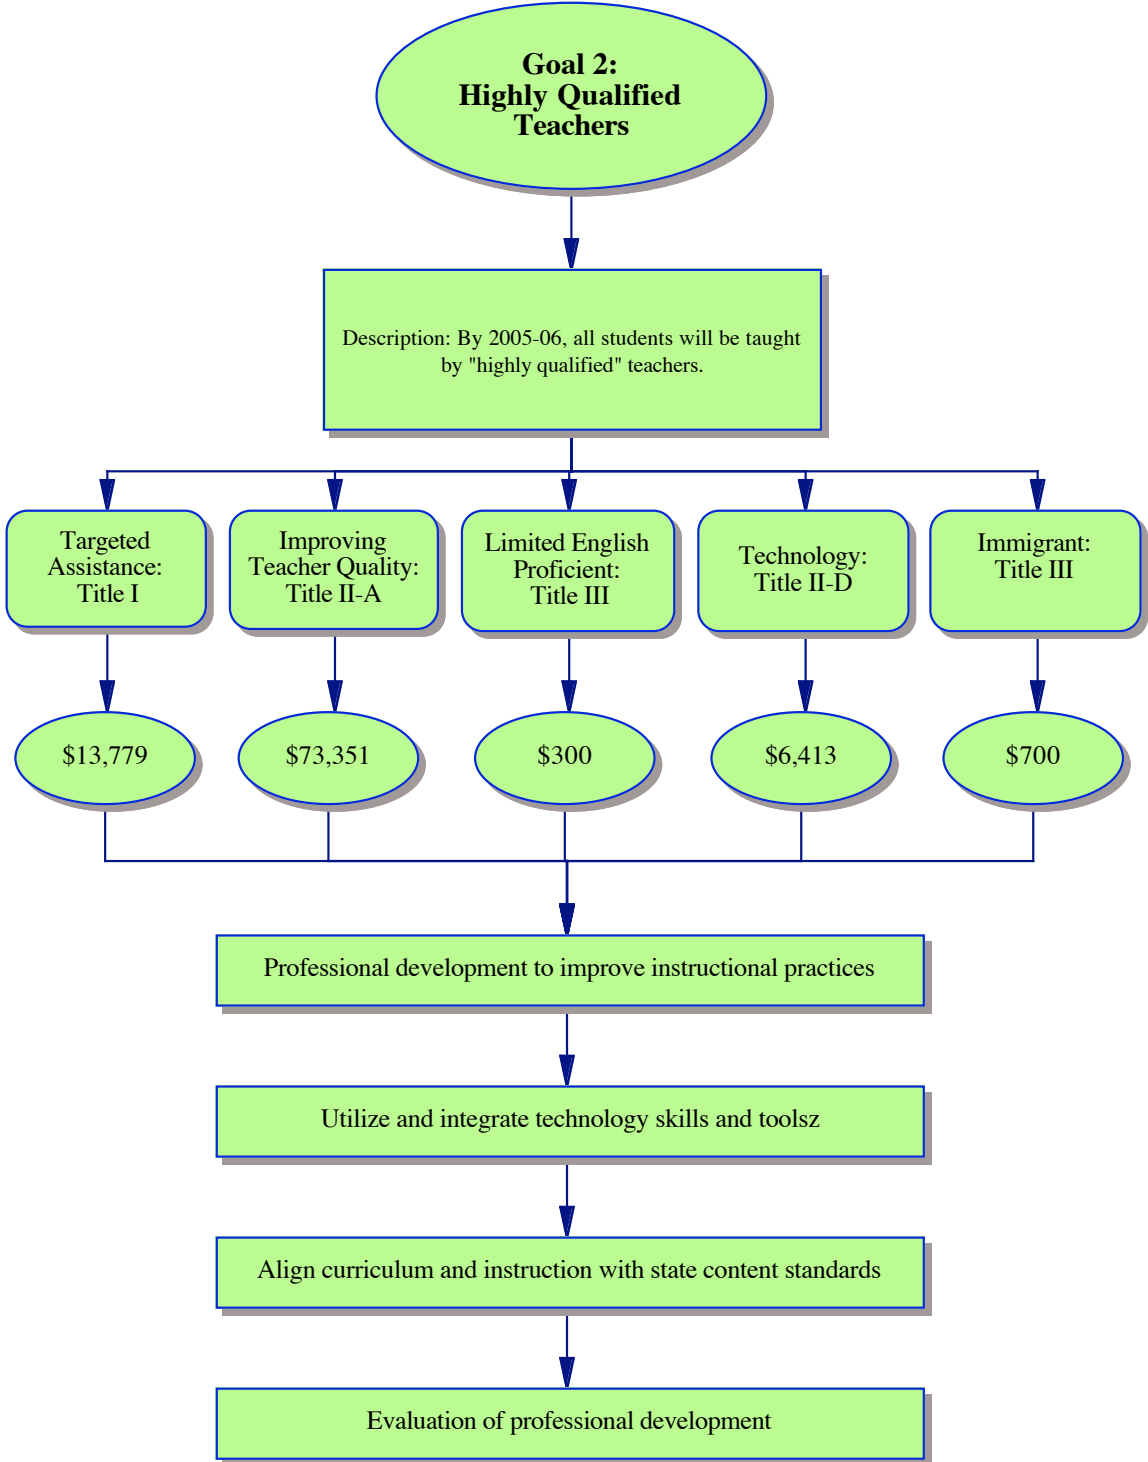 Goal 2:
Highly Qualified
Teachers
Description: By 2005-06, all students will be taught
by "highly qualified" teachers.
Targeted
Assistance:
Title I
Improving
Teacher Quality:
Title II-A
Limited English
Proficient:
Title III
Technology:
Title II-D
Immigrant:
Title III
$13,779
$73,351
$300
$6,413
$700
Professional development to improve instructional practices
Utilize and integrate technology skills and toolsz
Align curriculum and instruction with state content standards
Evaluation of professional development